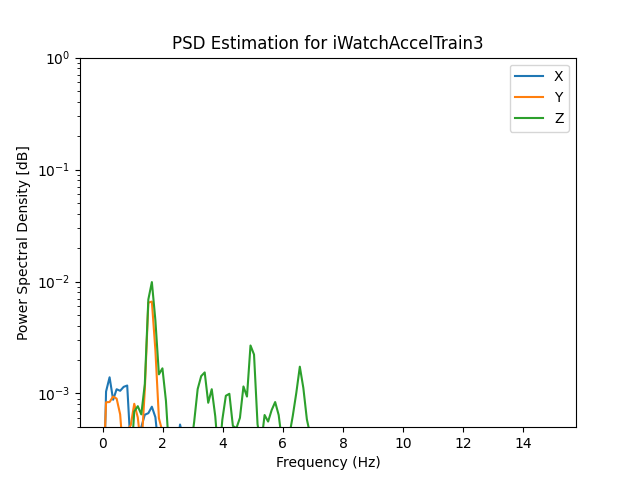 PSD Estimation for iWatchAccelTrain3
X
Y
Z
Power Spectral Density [dB]
10⁰
10⁻¹
10⁻²
10⁻³
0 2 4 6 8 10 12 14
Frequency (Hz)